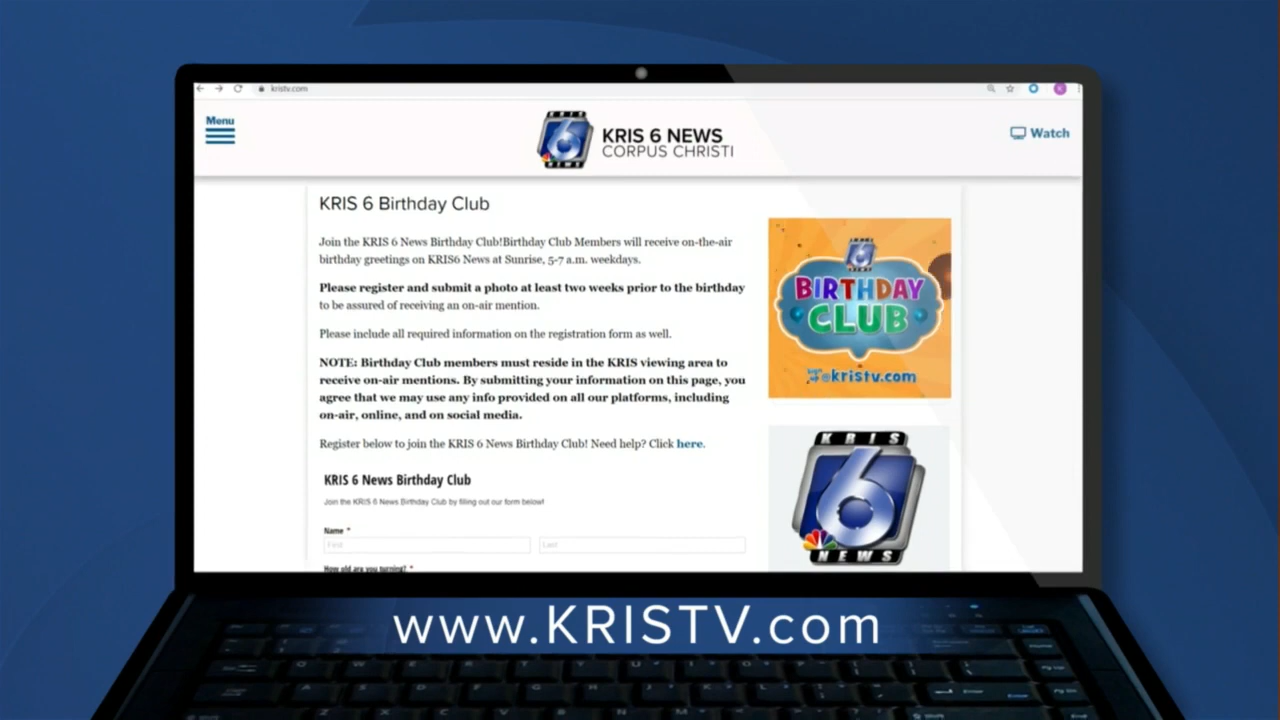 kristv.com
Menu
KRIS
6
NEWS
KRIS 6 NEWS
CORPUS CHRISTI
Watch
KRIS 6 Birthday Club
Join the KRIS 6 News Birthday Club!Birthday Club Members will receive on-the-air
birthday greetings on KRIS6 News at Sunrise, 5-7 a.m. weekdays.
Please register and submit a photo at least two weeks prior to the birthday
to be assured of receiving an on-air mention.
Please include all required information on the registration form as well.
NOTE: Birthday Club members must reside in the KRIS viewing area to
receive on-air mentions. By submitting your information on this page, you
agree that we may use any info provided on all our platforms, including
on-air, online, and on social media.
Register below to join the KRIS 6 News Birthday Club! Need help? Click here.
KRIS 6 News Birthday Club
Join the KRIS 6 News Birthday Club by filling out our form below!
Name *
First
Last
How old are you turning? *
6
BIRTHDAY
CLUB
@kristv.com
KRIS
6
NEWS
www.KRISTV.com